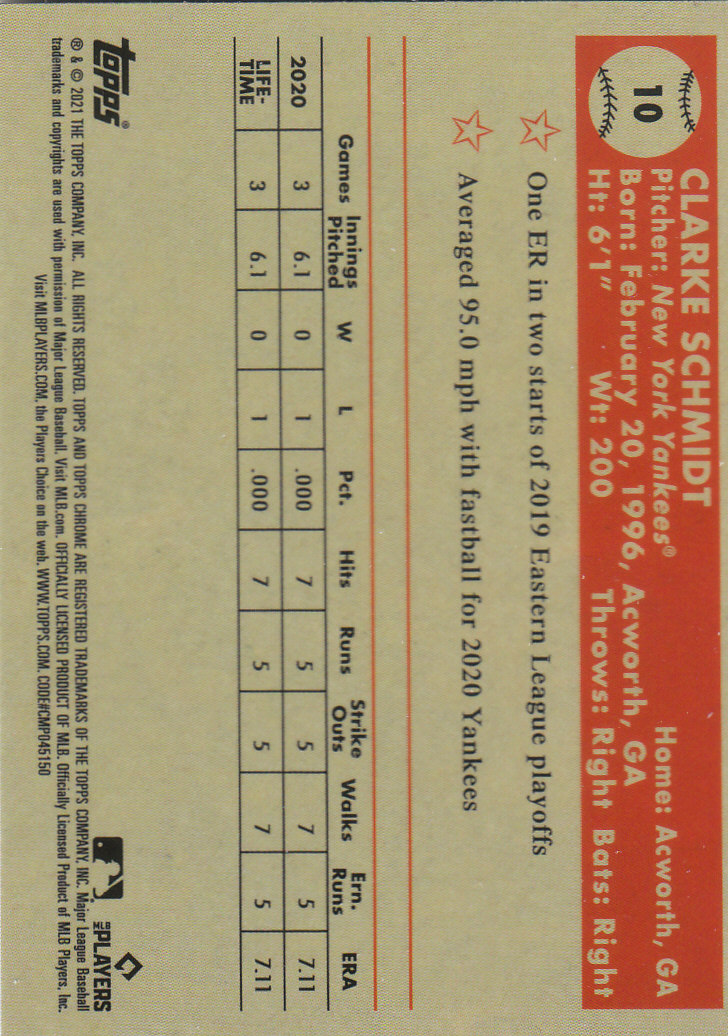 10
CLARKE SCHMIDT
Pitcher: New York Yankees® Home: Acworth, GA
Born: February 20, 1996, Acworth, GA
Ht: 6'1" Wt: 200 Throws: Right Bats: Right
One ER in two starts of 2019 Eastern League playoffs
Averaged 95.0 mph with fastball for 2020 Yankees
Games Innings Pitched W L Pct. Hits Runs Strike Outs Walks Ern. Runs ERA
2020 3 6.1 0 1 .000 7 5 5 7 5 7.11
LIFE-TIME 3 6.1 0 1 .000 7 5 5 7 5 7.11
topps®
MLB PLAYERS
® & © 2021 THE TOPPS COMPANY, INC. ALL RIGHTS RESERVED. TOPPS AND TOPPS CHROME ARE REGISTERED TRADEMARKS OF THE TOPPS COMPANY, INC. Major League Baseball
trademarks and copyrights are used with permission of Major League Baseball. Visit MLB.com. OFFICIALLY LICENSED PRODUCT OF MLB. Officially Licensed Product of MLB Players, Inc.
Visit MLBPLAYERS.COM, the Players Choice on the web. WWW.TOPPS.COM. CODE#CMP045150